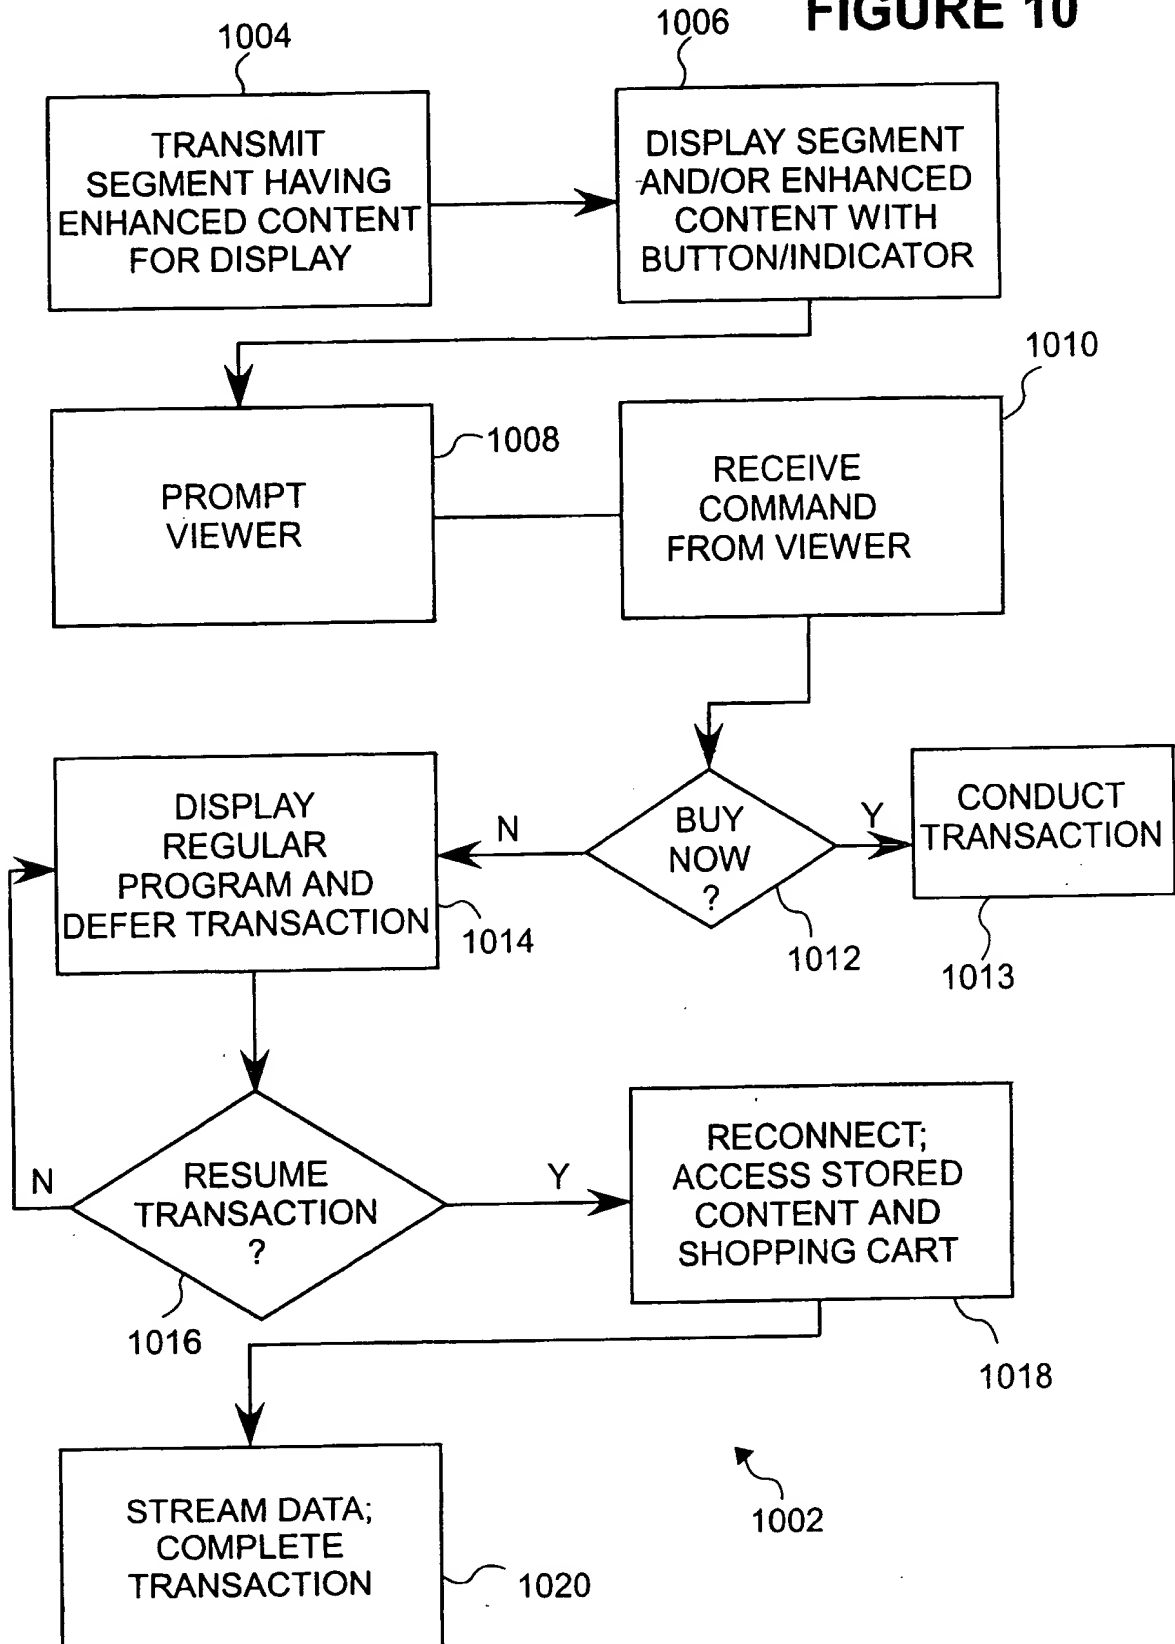 FIGURE 10
1004
1006
TRANSMIT
SEGMENT HAVING
ENHANCED CONTENT
FOR DISPLAY
DISPLAY SEGMENT
AND/OR ENHANCED
CONTENT WITH
BUTTON/INDICATOR
1010
1008
PROMPT
VIEWER
RECEIVE
COMMAND
FROM VIEWER
DISPLAY
REGULAR
PROGRAM AND
DEFER TRANSACTION
1014
N
BUY
NOW
?
1012
Y
CONDUCT
TRANSACTION
1013
N
RESUME
TRANSACTION
?
1016
Y
RECONNECT;
ACCESS STORED
CONTENT AND
SHOPPING CART
1018
STREAM DATA;
COMPLETE
TRANSACTION
1020
1002